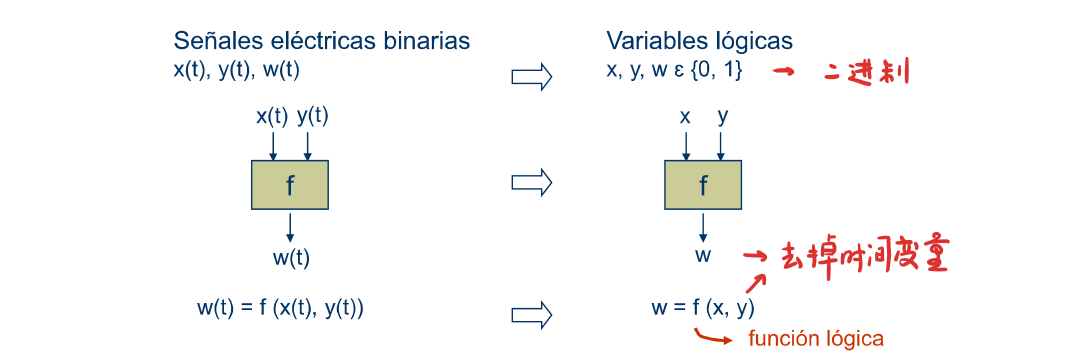 Señales eléctricas binarias
Variables lógicas
x(t), y(t), w(t)
x, y, w ε {0, 1}
→ 二进制
x(t) y(t)
x y
f
f
w(t)
w
→ 去掉时间变量
w(t) = f (x(t), y(t))
w = f (x, y)
función lógica